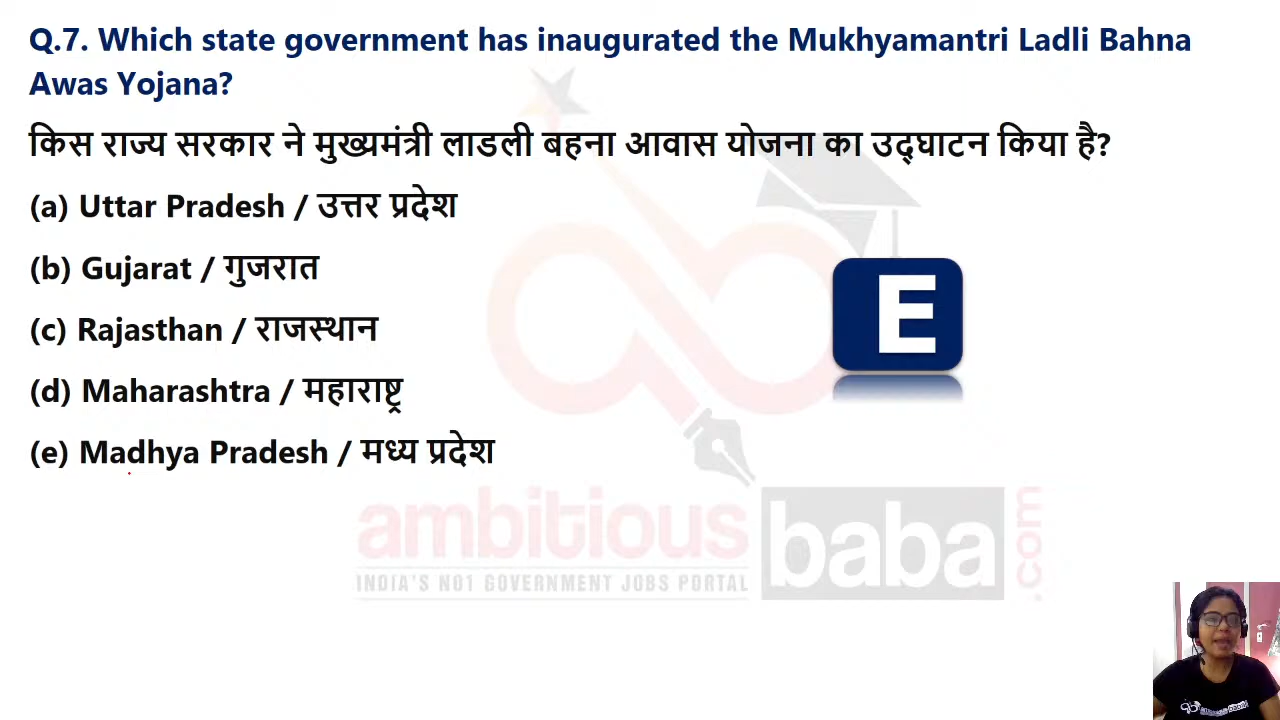 Q.7. Which state government has inaugurated the Mukhyamantri Ladli Bahna
Awas Yojana?
किस राज्य सरकार ने मुख्यमंत्री लाडली बहना आवास योजना का उद्घाटन किया है?
(a) Uttar Pradesh / उत्तर प्रदेश
(b) Gujarat / गुजरात
(c) Rajasthan / राजस्थान
(d) Maharashtra / महाराष्ट्र
(e) Madhya Pradesh / मध्य प्रदेश
E
ambitious baba .com
INDIA'S NO1 GOVERNMENT JOBS PORTAL